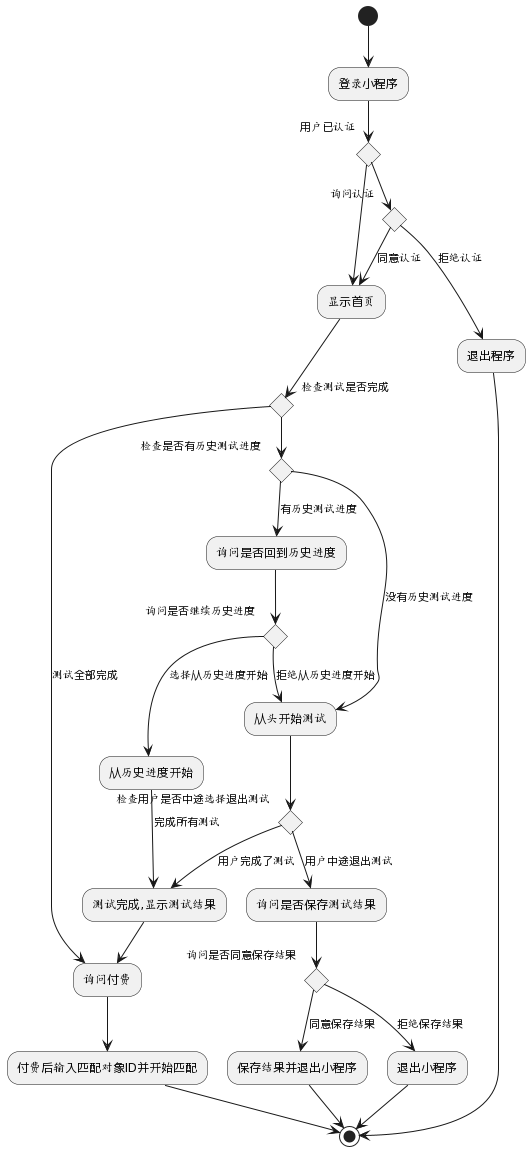 登录小程序
用户已认证
询问认证
同意认证
拒绝认证
显示首页
退出程序
检查测试是否完成
检查是否有历史测试进度
有历史测试进度
询问是否回到历史进度
没有历史测试进度
询问是否继续历史进度
测试全部完成
选择从历史进度开始
拒绝从历史进度开始
从头开始测试
从历史进度开始
检查用户是否中途选择退出测试
完成所有测试
用户完成了测试
用户中途退出测试
测试完成,显示测试结果
询问是否保存测试结果
询问是否同意保存结果
询问付费
同意保存结果
拒绝保存结果
付费后输入匹配对象ID并开始匹配
保存结果并退出小程序
退出小程序